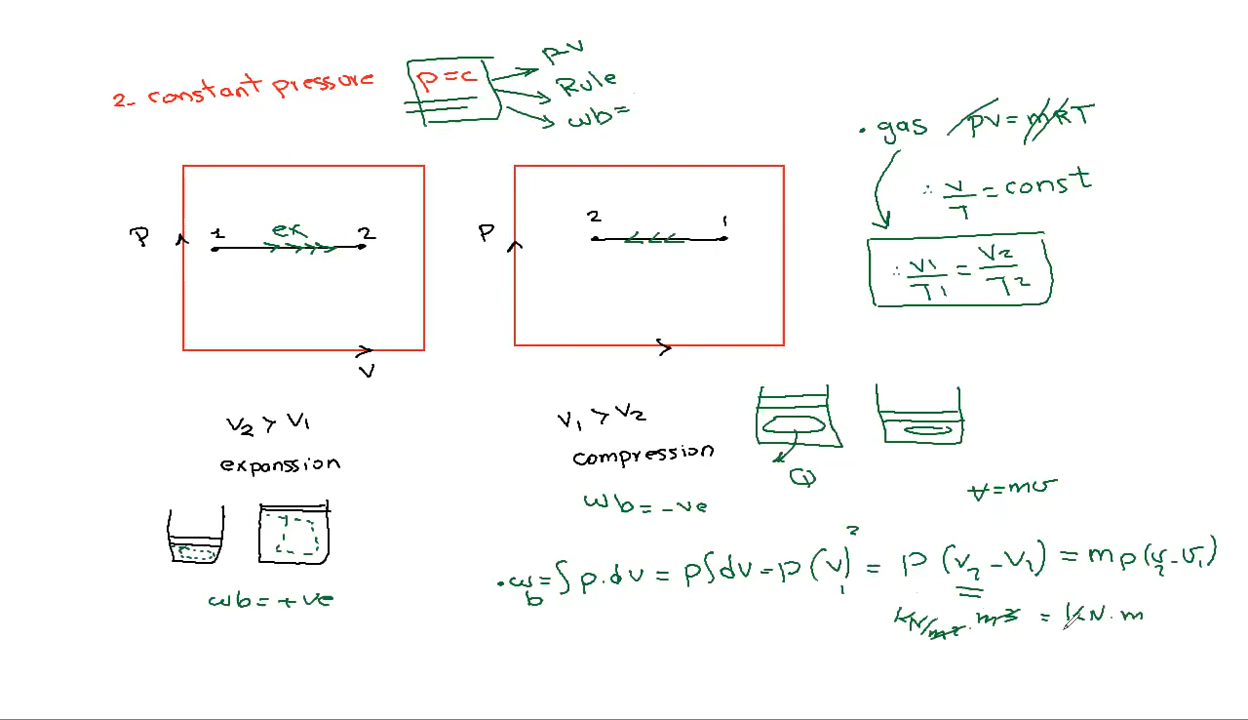 2- constant pressure P=C
PV
Rule
wb=
. gas PV = mRT
∴ V/T = const
∴ V1/T1 = V2/T2
P 1 ex 2
V
P 2 1
V2 > V1
expanssion
wb = +ve
V1 > V2
compression
wb = -ve
Q
V = mv
. wb = ∫ p.dv = p∫dv = p(v)₁² = P(V2 - V1) = mp(v2 - v1)
kN/m2 . m3 = kN.m